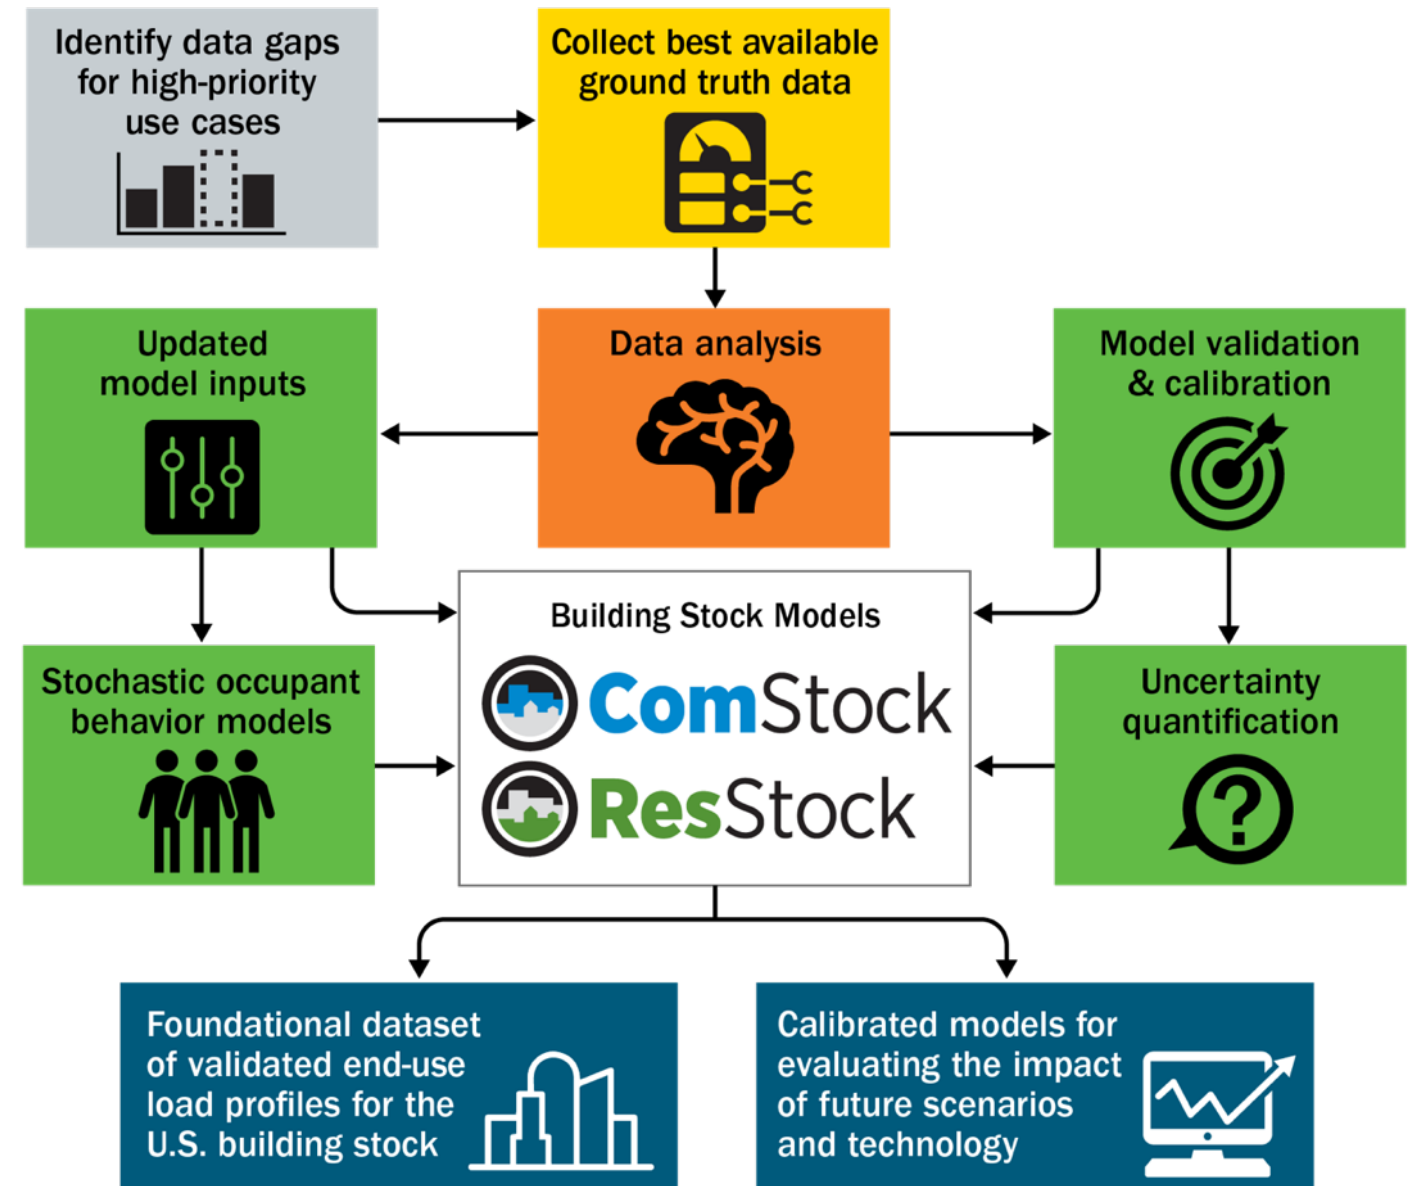 Identify data gaps
for high-priority
use cases
Collect best available
ground truth data
Updated
model inputs
Data analysis
Model validation
& calibration
Building Stock Models
ComStock
ResStock
Stochastic occupant
behavior models
Uncertainty
quantification
?
Foundational dataset
of validated end-use
load profiles for the
U.S. building stock
Calibrated models for
evaluating the impact
of future scenarios
and technology